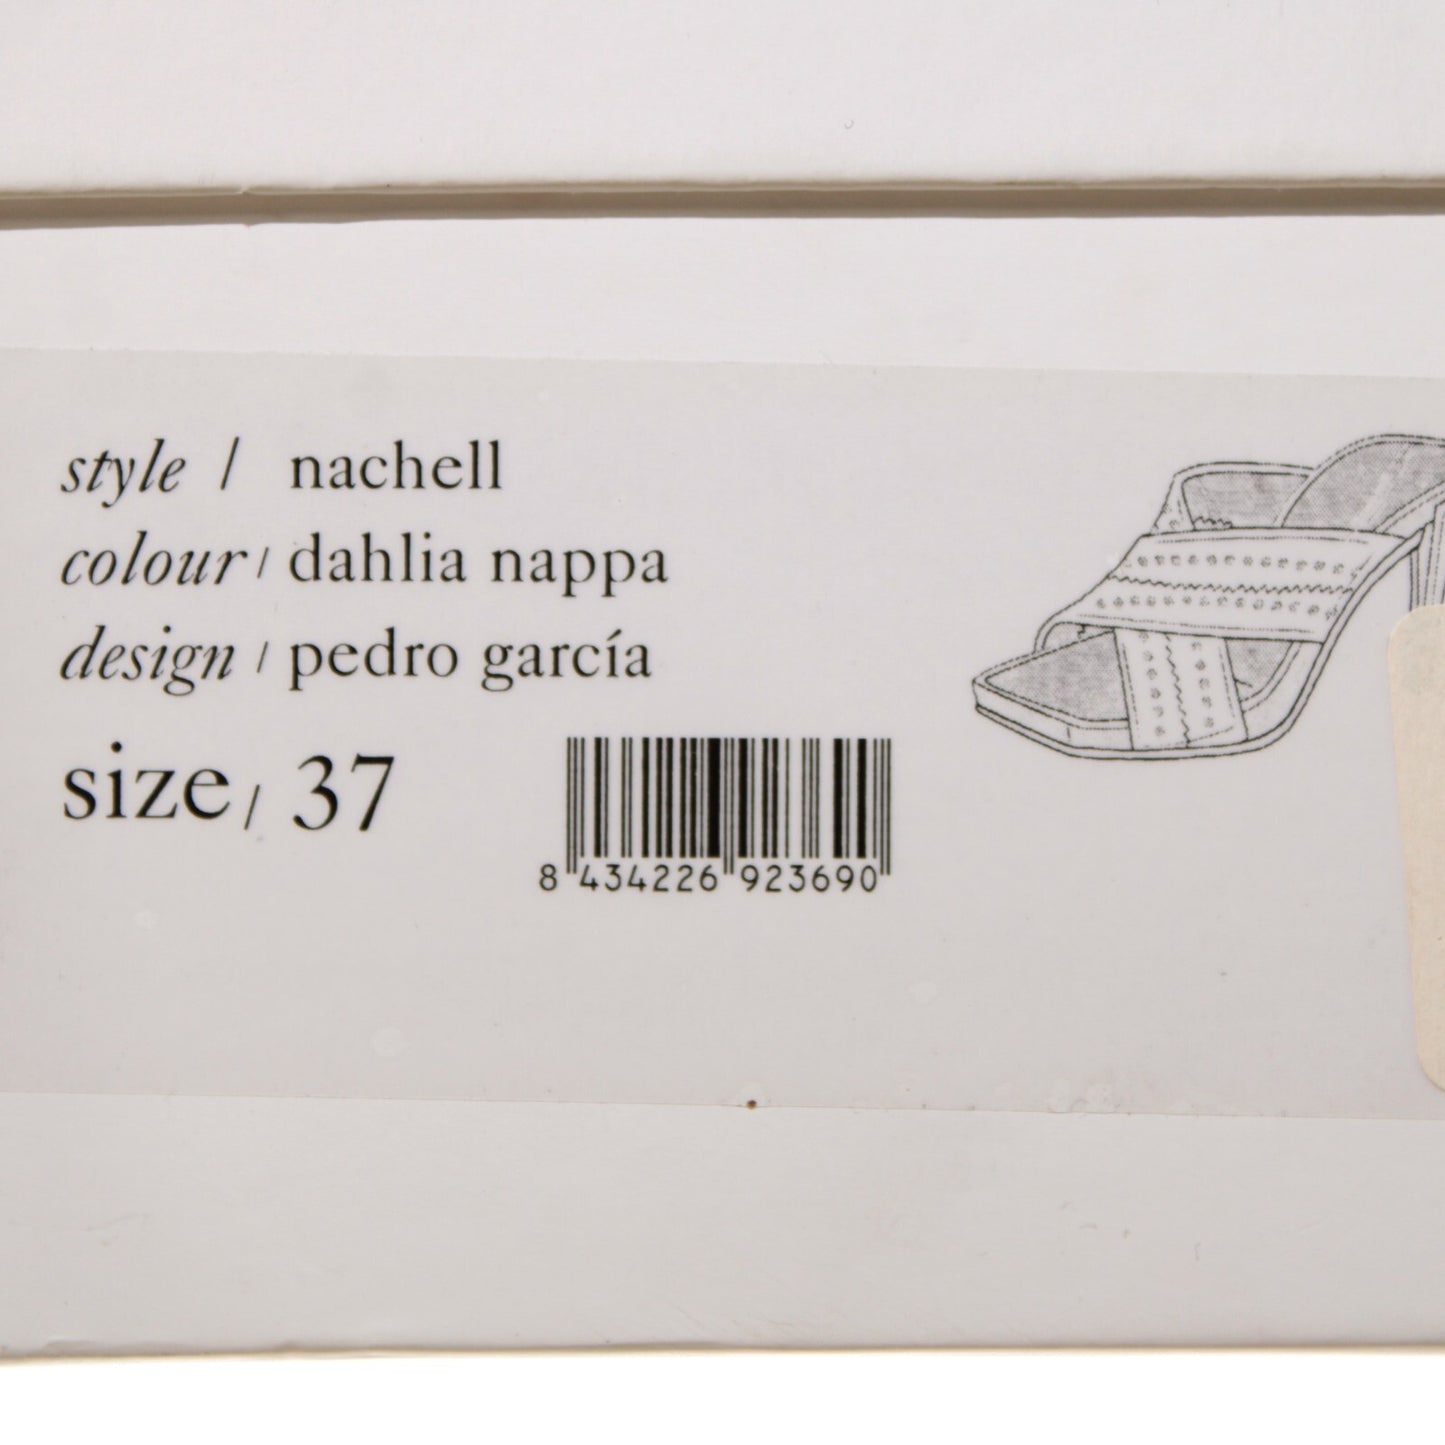 style / nachell
colour / dahlia nappa
design / pedro garcía
size / 37
8 434226 923690